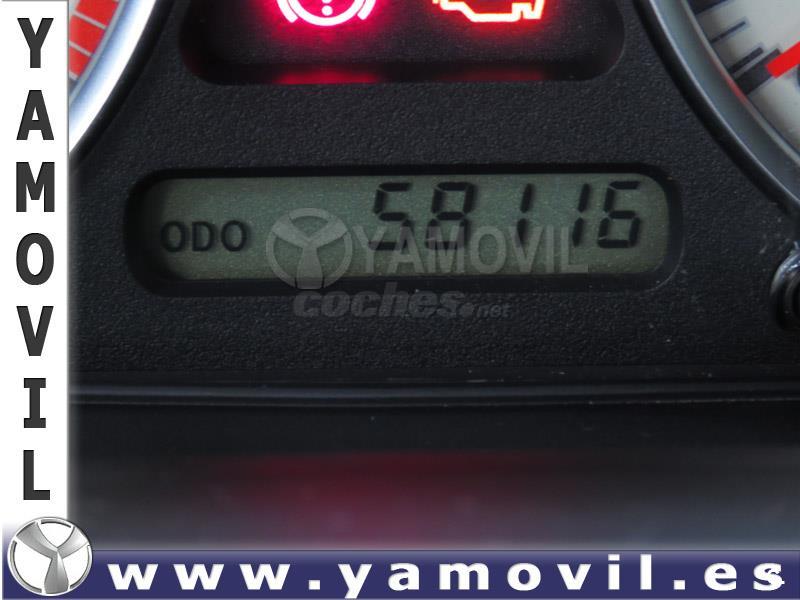 YAMOVIL
ODO 58116
YAMOVIL
coches.net
www.yamovil.es